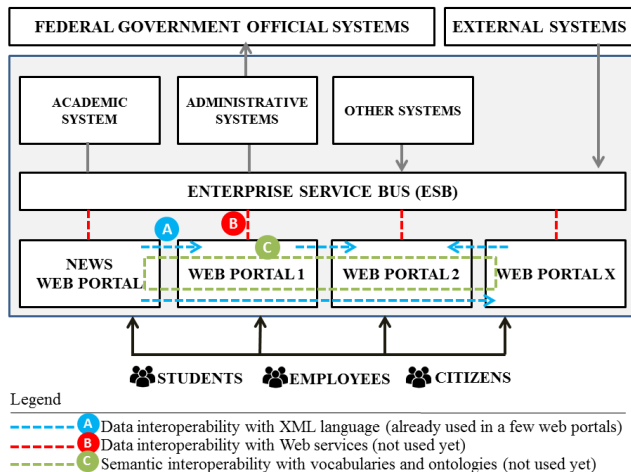 FEDERAL GOVERNMENT OFFICIAL SYSTEMS
EXTERNAL SYSTEMS
ACADEMIC
SYSTEM
ADMINISTRATIVE
SYSTEMS
OTHER SYSTEMS
ENTERPRISE SERVICE BUS (ESB)
A
B
C
NEWS
WEB PORTAL
WEB PORTAL 1
WEB PORTAL 2
WEB PORTAL X
STUDENTS
EMPLOYEES
CITIZENS
Legend
A Data interoperability with XML language (already used in a few web portals)
B Data interoperability with Web services (not used yet)
C Semantic interoperability with vocabularies and ontologies (not used yet)